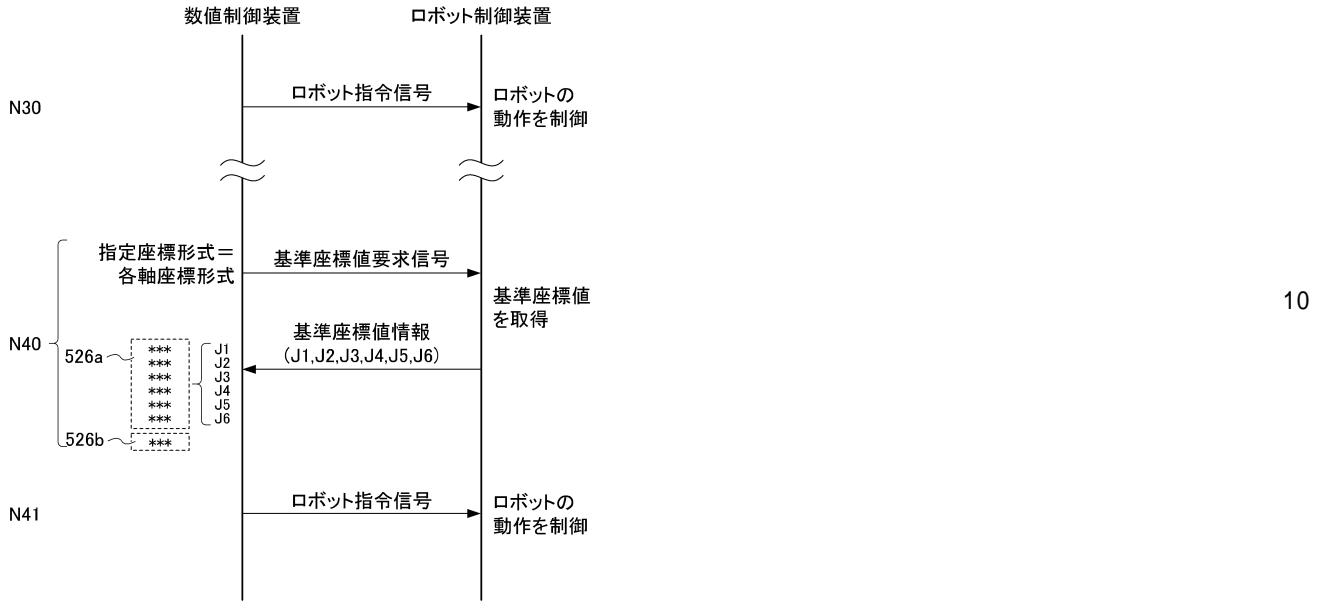 数値制御装置
ロボット制御装置
N30
ロボット指令信号
ロボットの
動作を制御
指定座標形式＝
各軸座標形式
基準座標値要求信号
基準座標値
を取得
10
N40
基準座標値情報
(J1,J2,J3,J4,J5,J6)
526a
*** J1
*** J2
*** J3
*** J4
*** J5
*** J6
526b ***
N41
ロボット指令信号
ロボットの
動作を制御